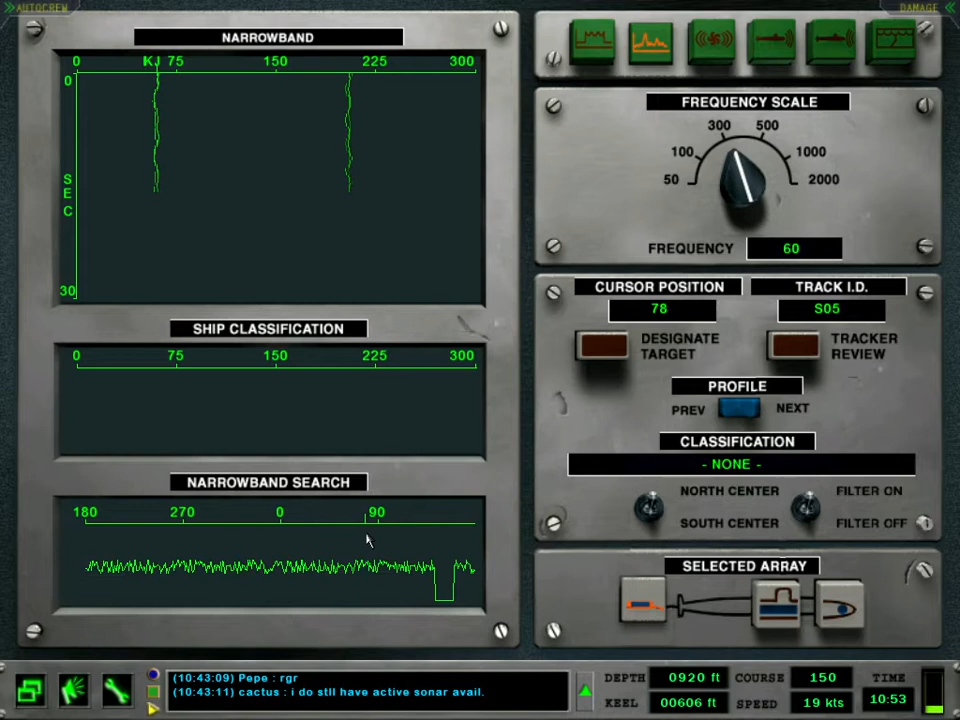 AUTOCREW
DAMAGE
NARROWBAND
0 KJ 75 150 225 300
0
SEC
30
SHIP CLASSIFICATION
0 75 150 225 300
NARROWBAND SEARCH
180 270 0 90
FREQUENCY SCALE
50 100 300 500 1000 2000
FREQUENCY 60
CURSOR POSITION
78
TRACK I.D.
S05
DESIGNATE
TARGET
TRACKER
REVIEW
PROFILE
PREV NEXT
CLASSIFICATION
- NONE -
NORTH CENTER
SOUTH CENTER
FILTER ON
FILTER OFF
SELECTED ARRAY
(10:43:09) Pepe : rgr
(10:43:11) cactus : i do stll have active sonar avail.
DEPTH 0920 ft COURSE 150 TIME
KEEL 00606 ft SPEED 19 kts 10:53